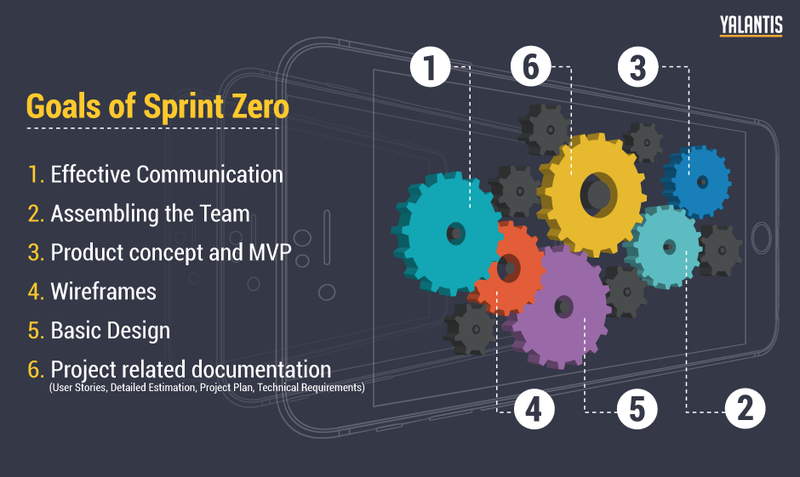 YALANTIS
1
6
3
Goals of Sprint Zero
1. Effective Communication
2. Assembling the Team
3. Product concept and MVP
4. Wireframes
5. Basic Design
6. Project related documentation
(User Stories, Detailed Estimation, Project Plan, Technical Requirements)
4
5
2